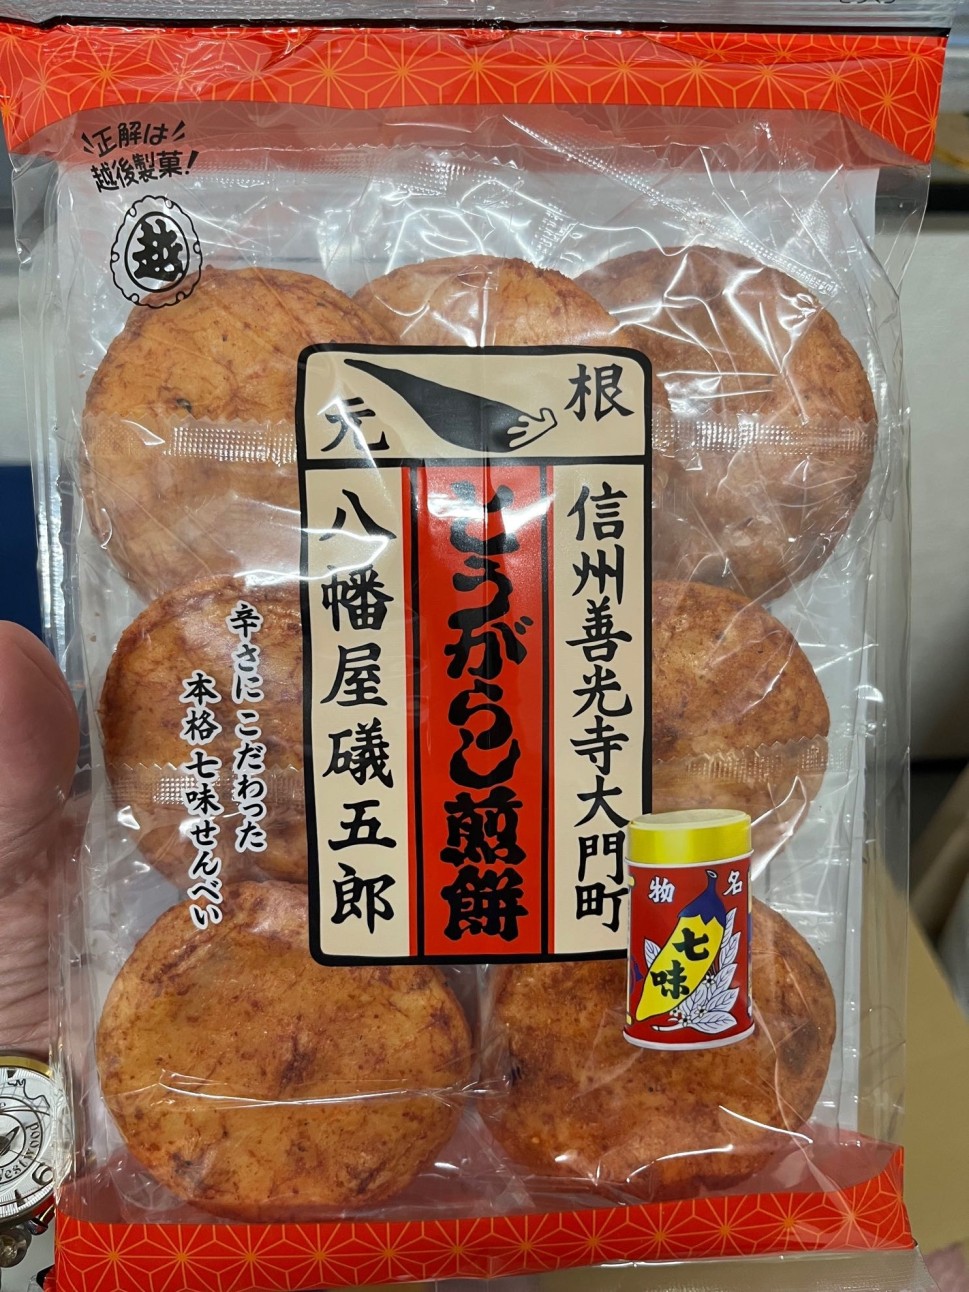 正解は
越後製菓!
越
根
元
信州善光寺大門町
とうがらし煎餅
八幡屋礒五郎
辛さにこだわった
本格七味せんべい
名物
七味